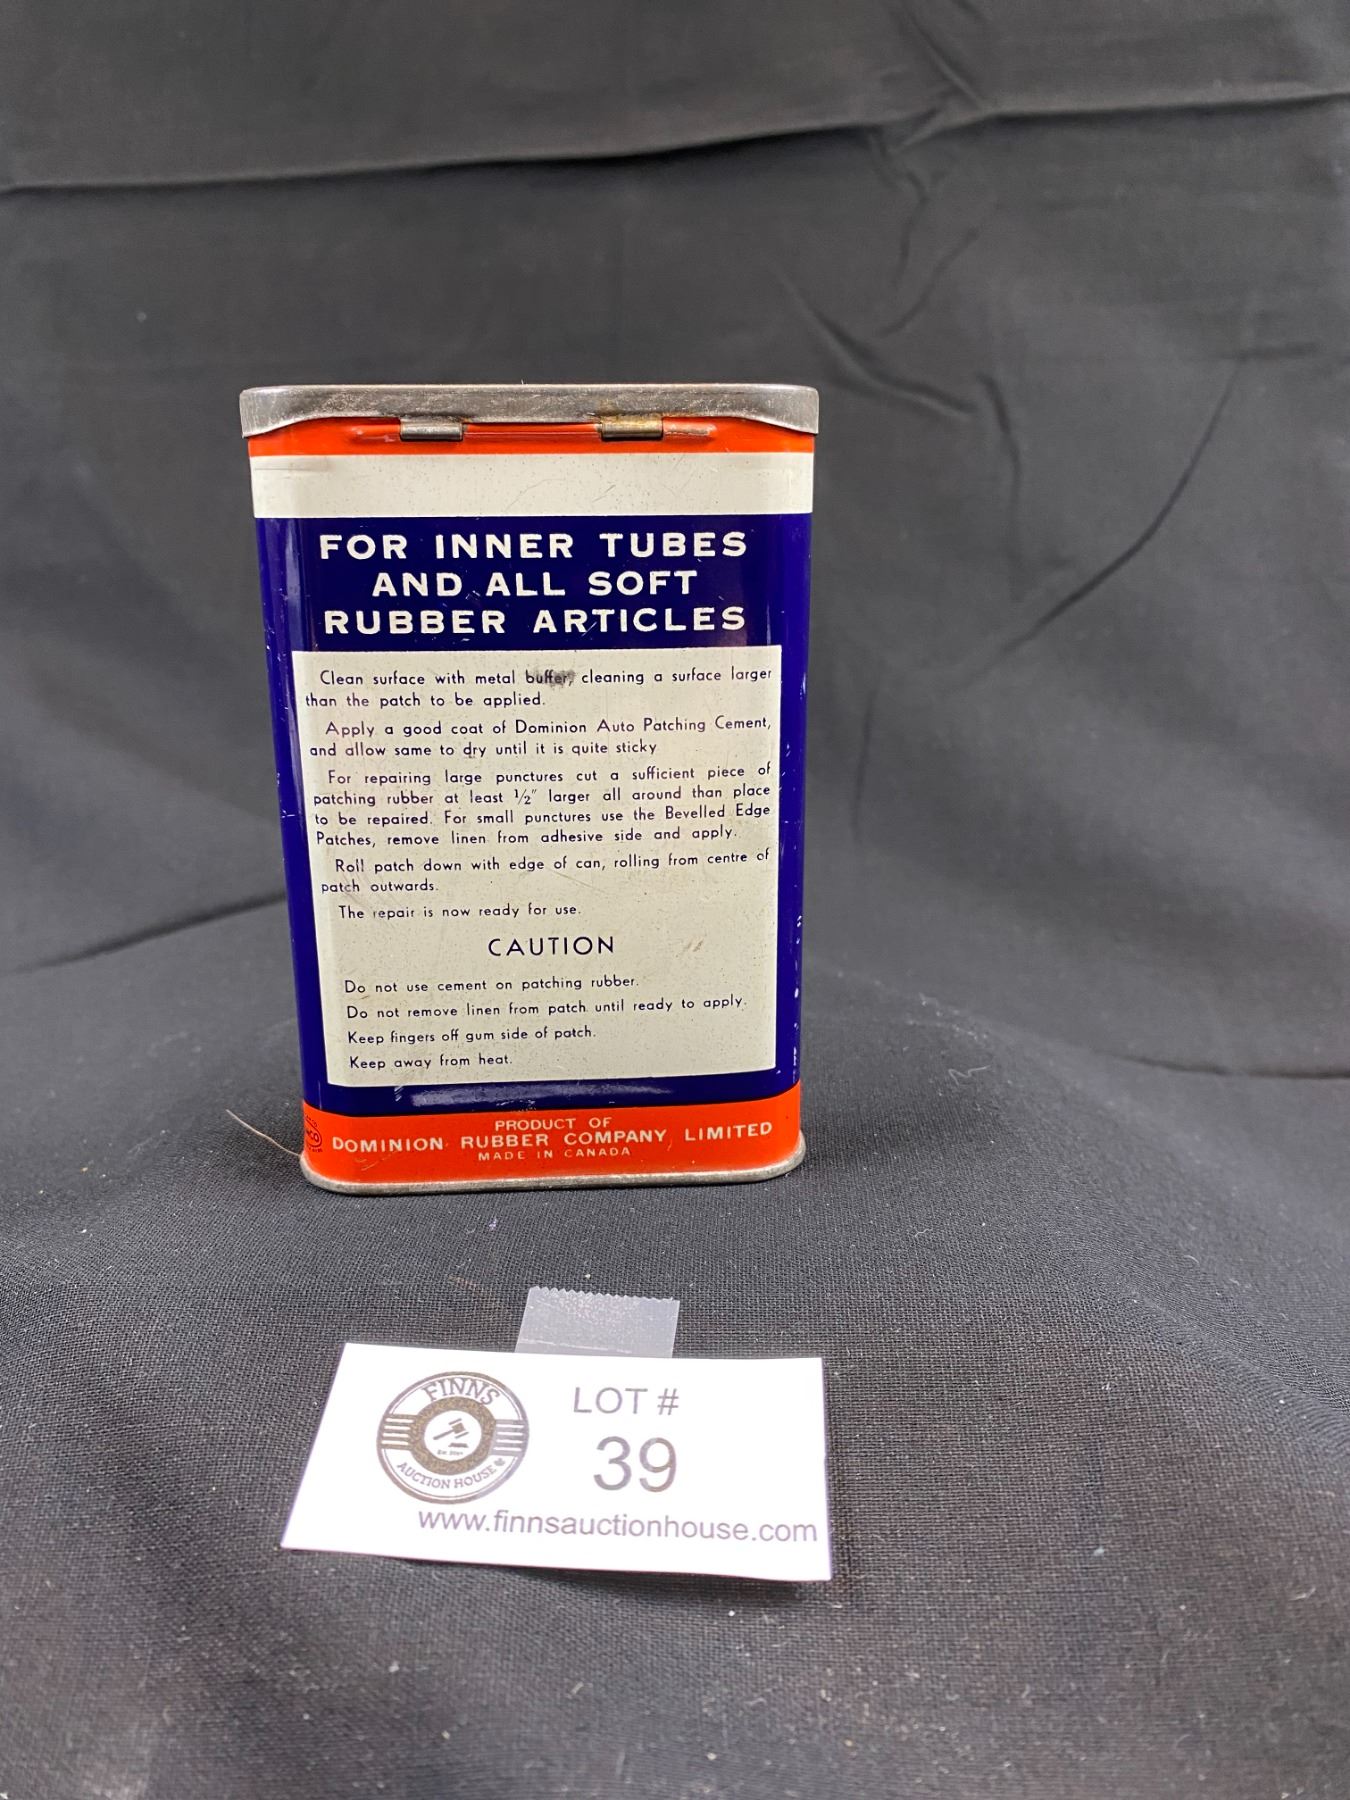 FOR INNER TUBES
AND ALL SOFT
RUBBER ARTICLES
Clean surface with metal buffer, cleaning a surface larger
than the patch to be applied.
Apply a good coat of Dominion Auto Patching Cement,
and allow same to dry until it is quite sticky
For repairing large punctures cut a sufficient piece of
patching rubber at least 1/2" larger all around than place
to be repaired. For small punctures use the Bevelled Edge
Patches, remove linen from adhesive side and apply.
Roll patch down with edge of can, rolling from centre of
patch outwards.
The repair is now ready for use.
CAUTION
Do not use cement on patching rubber.
Do not remove linen from patch until ready to apply.
Keep fingers off gum side of patch.
Keep away from heat.
PRODUCT OF
DOMINION RUBBER COMPANY, LIMITED
MADE IN CANADA
FINNS
AUCTION HOUSE
LOT #
39
www.finnsauctionhouse.com